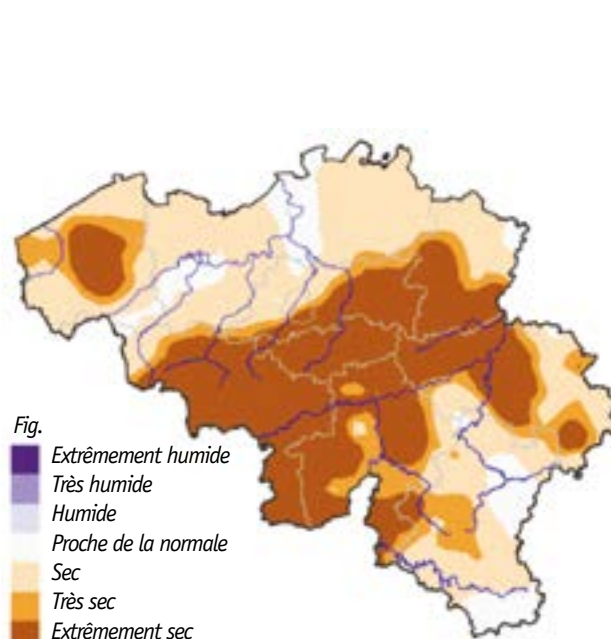 Fig.
Extrêmement humide
Très humide
Humide
Proche de la normale
Sec
Très sec
Extrêmement sec